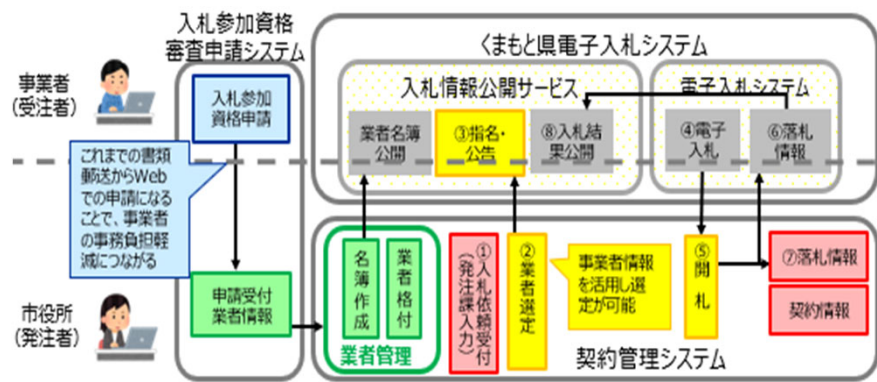 入札参加資格
審査申請システム
くまもと県電子入札システム
事業者
(受注者)
入札参加
資格申請
入札情報公開サービス
電子入札システム
業者名簿
公開
③指名・
公告
⑧入札結
果公開
④電子
入札
⑥落札
情報
これまでの書類
郵送からWeb
での申請になる
ことで、事業者
の事務負担軽
減につながる
市役所
(発注者)
申請受付
業者情報
名簿作成
業者格付
業者管理
①入札依頼受付
(発注課入力)
②業者選定
事業者情報
を活用し選
定が可能
⑤開札
⑦落札情報
契約情報
契約管理システム